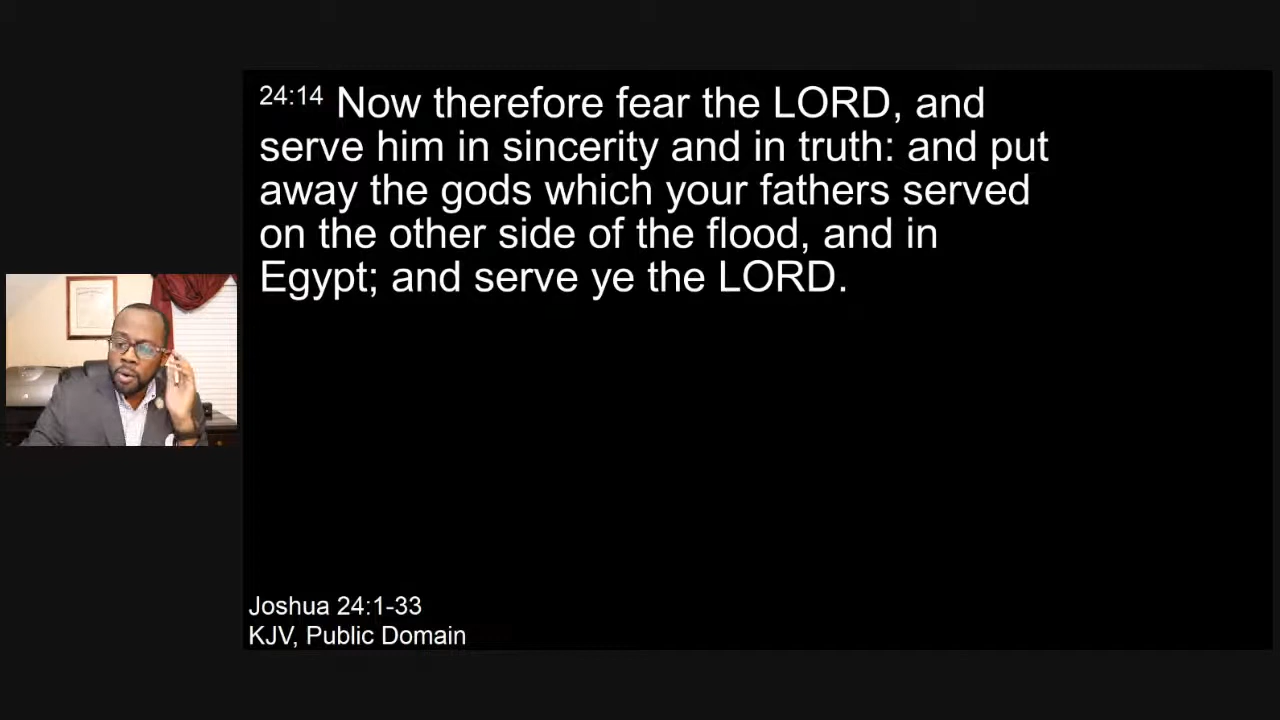 24:14 Now therefore fear the LORD, and
serve him in sincerity and in truth: and put
away the gods which your fathers served
on the other side of the flood, and in
Egypt; and serve ye the LORD.
Joshua 24:1-33
KJV, Public Domain